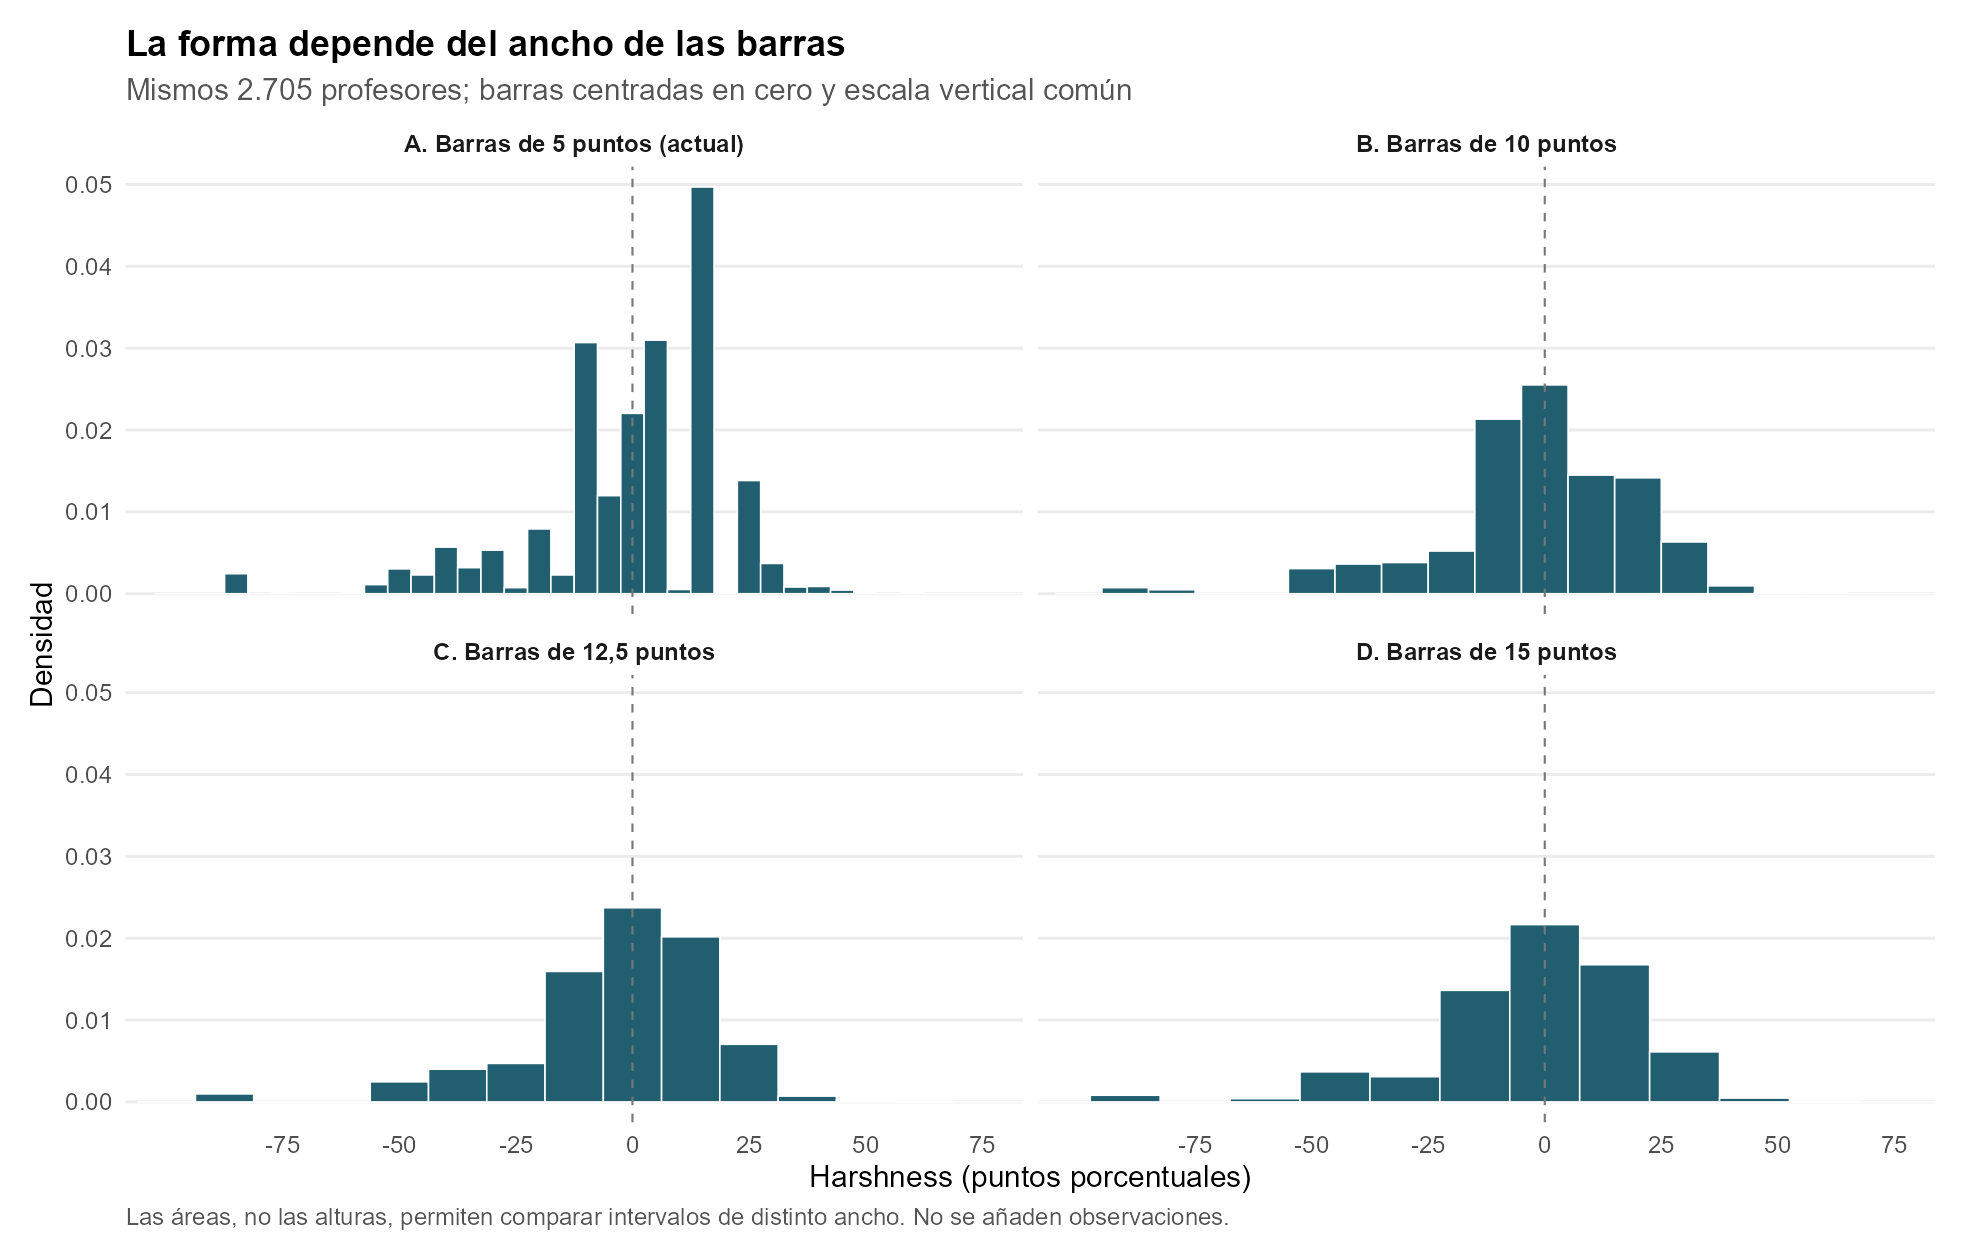 La forma depende del ancho de las barras
Mismos 2.705 profesores; barras centradas en cero y escala vertical común
A. Barras de 5 puntos (actual)
B. Barras de 10 puntos
0.05
0.04
0.03
0.02
0.01
0.00
Densidad
C. Barras de 12,5 puntos
D. Barras de 15 puntos
0.05
0.04
0.03
0.02
0.01
0.00
-75 -50 -25 0 25 50 75
-75 -50 -25 0 25 50 75
Harshness (puntos porcentuales)
Las áreas, no las alturas, permiten comparar intervalos de distinto ancho. No se añaden observaciones.